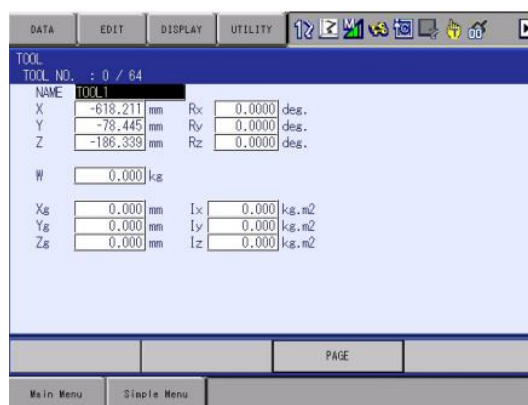 DATA EDIT DISPLAY UTILITY
TOOL
TOOL NO. : 0 / 64
NAME TOOL1
X -618.211 mm Rx 0.0000 deg.
Y -78.445 mm Ry 0.0000 deg.
Z -186.339 mm Rz 0.0000 deg.
W 0.000 kg
Xg 0.000 mm Ix 0.000 kg.m2
Yg 0.000 mm Iy 0.000 kg.m2
Zg 0.000 mm Iz 0.000 kg.m2
PAGE
Main Menu Simple Menu